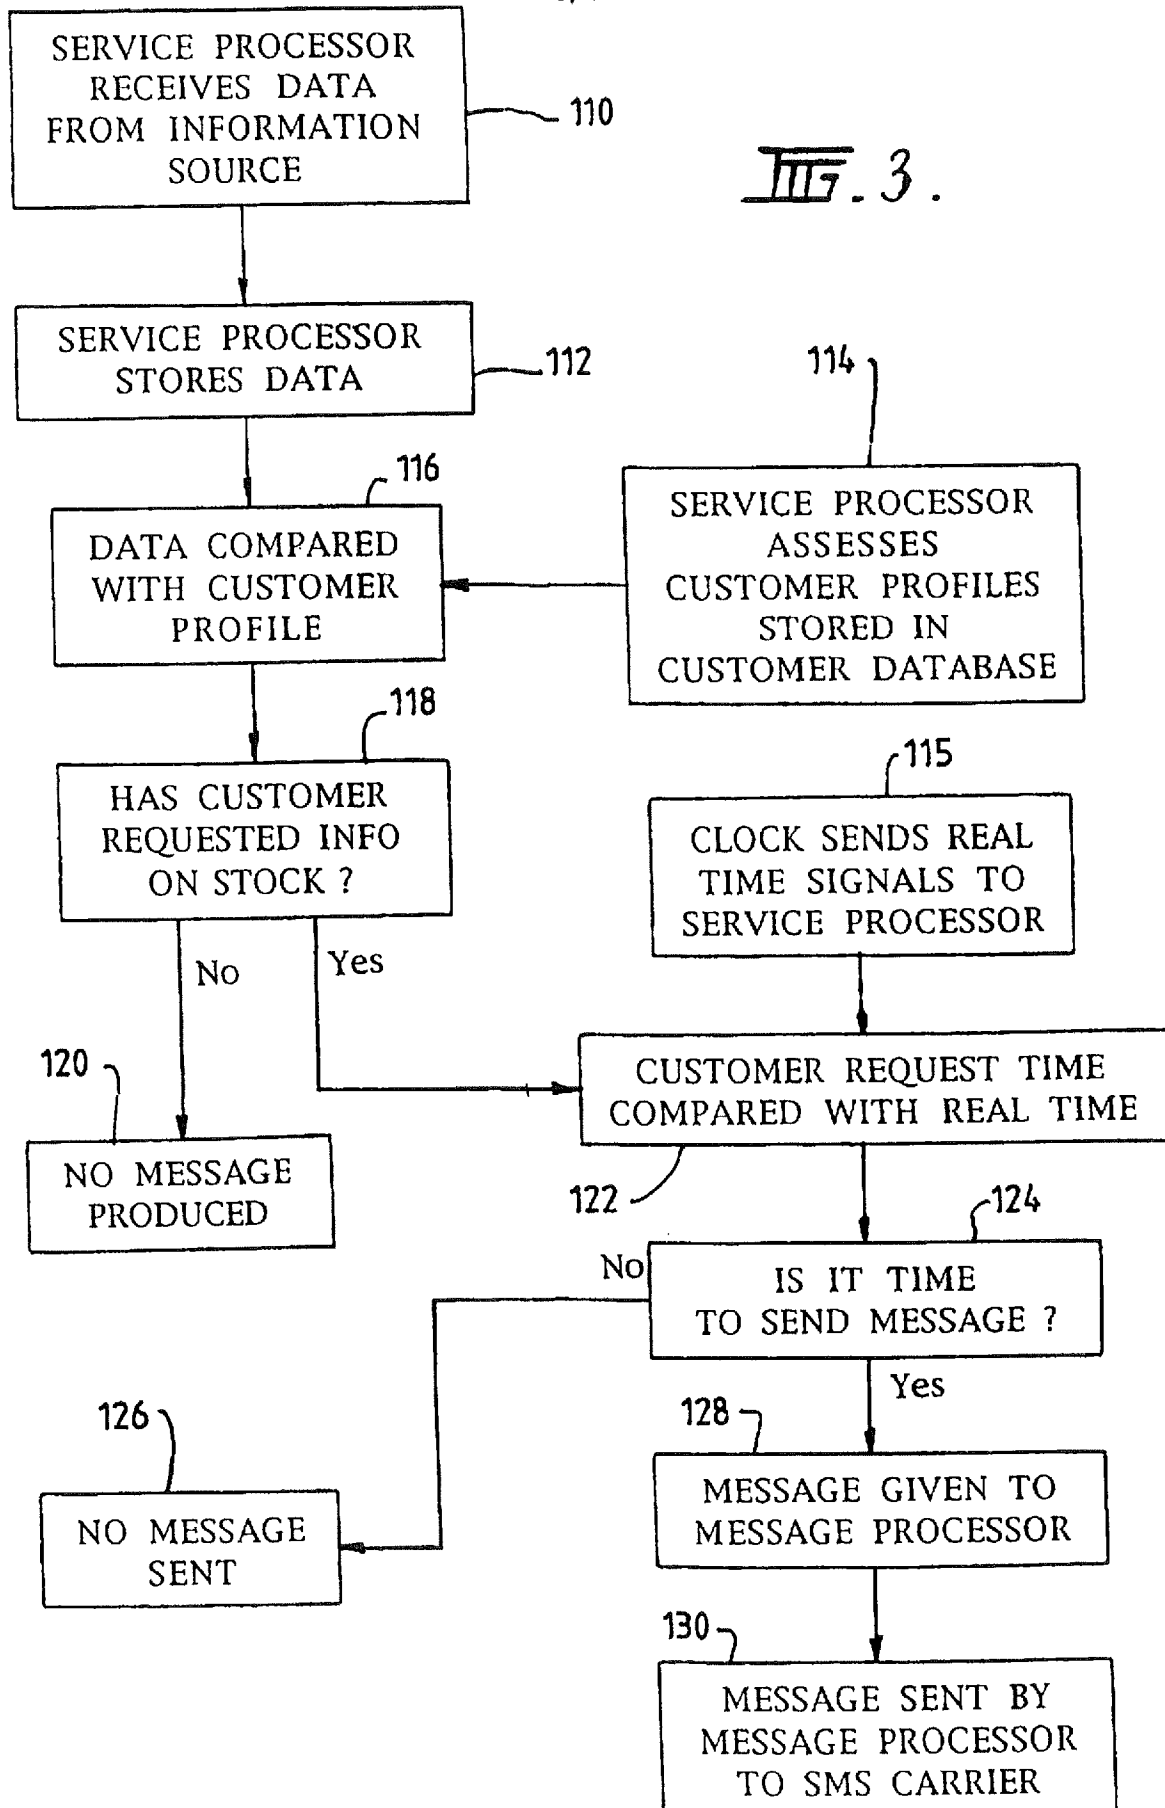 SERVICE PROCESSOR
RECEIVES DATA
FROM INFORMATION
SOURCE
110
FIG. 3.
SERVICE PROCESSOR
STORES DATA
112
114
116
DATA COMPARED
WITH CUSTOMER
PROFILE
SERVICE PROCESSOR
ASSESSES
CUSTOMER PROFILES
STORED IN
CUSTOMER DATABASE
118
HAS CUSTOMER
REQUESTED INFO
ON STOCK ?
115
CLOCK SENDS REAL
TIME SIGNALS TO
SERVICE PROCESSOR
No
Yes
120
NO MESSAGE
PRODUCED
CUSTOMER REQUEST TIME
COMPARED WITH REAL TIME
122
124
No
IS IT TIME
TO SEND MESSAGE ?
Yes
126
NO MESSAGE
SENT
128
MESSAGE GIVEN TO
MESSAGE PROCESSOR
130
MESSAGE SENT BY
MESSAGE PROCESSOR
TO SMS CARRIER